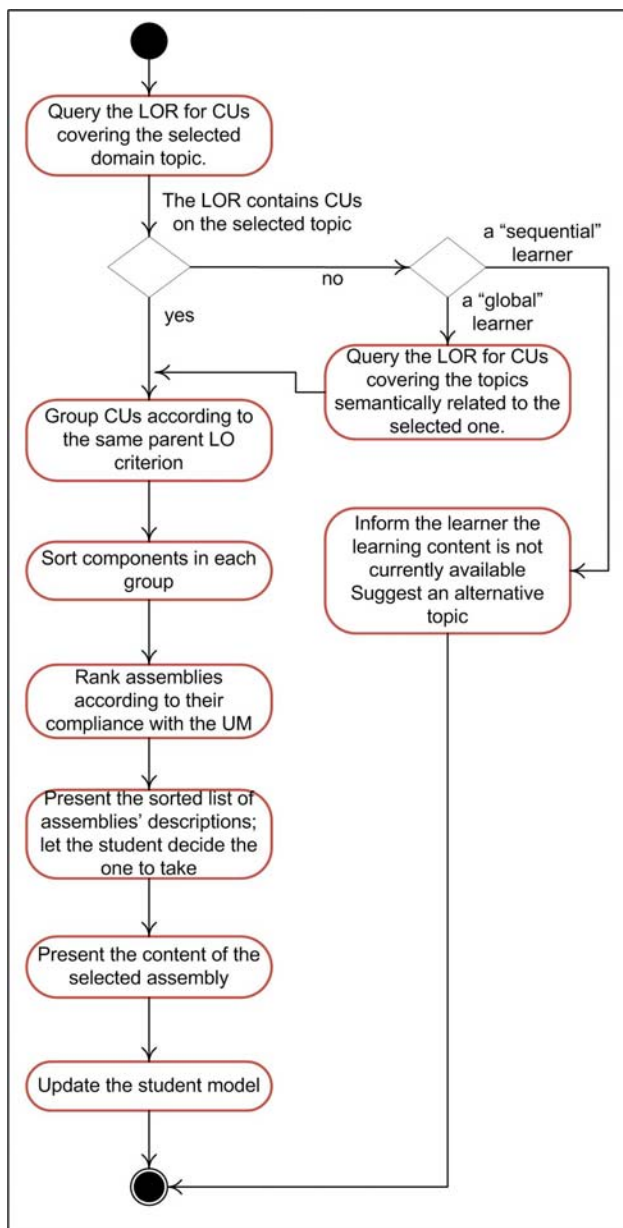 Query the LOR for CUs
covering the selected
domain topic.
The LOR contains CUs
on the selected topic
a “sequential”
learner
no
a “global”
learner
yes
Query the LOR for CUs
covering the topics
semantically related to the
selected one.
Group CUs according to
the same parent LO
criterion
Sort components in each
group
Inform the learner the
learning content is not
currently available
Suggest an alternative
topic
Rank assemblies
according to their
compliance with the UM
Present the sorted list of
assemblies’ descriptions;
let the student decide the
one to take
Present the content of the
selected assembly
Update the student model